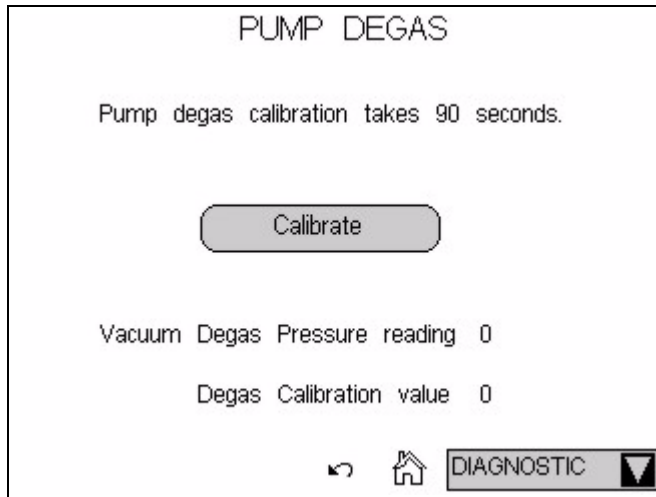 PUMP DEGAS
Pump degas calibration takes 90 seconds.
Calibrate
Vacuum Degas Pressure reading 0
Degas Calibration value 0
DIAGNOSTIC